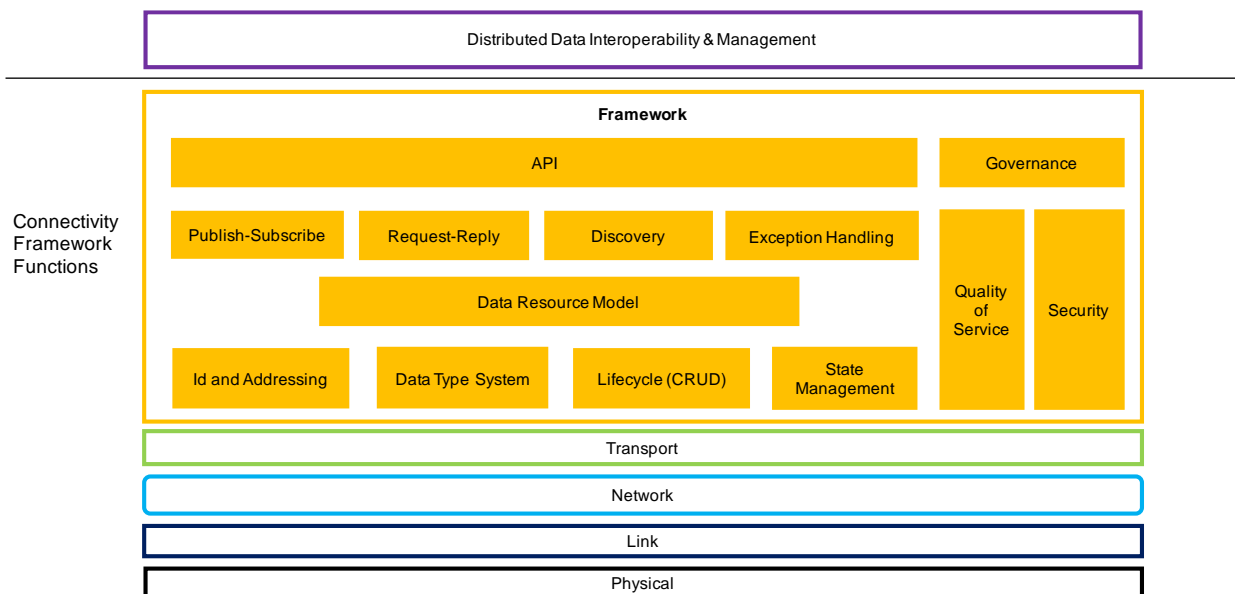 Distributed Data Interoperability & Management
Framework
API
Governance
Connectivity
Framework
Functions
Publish-Subscribe
Request-Reply
Discovery
Exception Handling
Data Resource Model
Quality
of
Service
Security
Id and Addressing
Data Type System
Lifecycle (CRUD)
State
Management
Transport
Network
Link
Physical